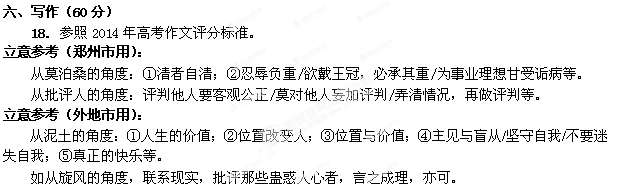 六、写作（60 分）
18. 参照 2014 年高考作文评分标准。
立意参考（郑州市用）：
从莫泊桑的角度：①清者自清；②忍辱负重/欲戴王冠，必承其重/为事业理想甘受诟病等。
从批评人的角度：评判他人要客观公正/莫对他人妄加评判/弄清情况，再做评判等。
立意参考（外地市用）：
从泥土的角度：①人生的价值；②位置改变人；③位置与价值；④主见与盲从/坚守自我/不要迷
失自我；⑤真正的快乐等。
如从旋风的角度，联系现实，批评那些蛊惑人心者，言之成理，亦可。